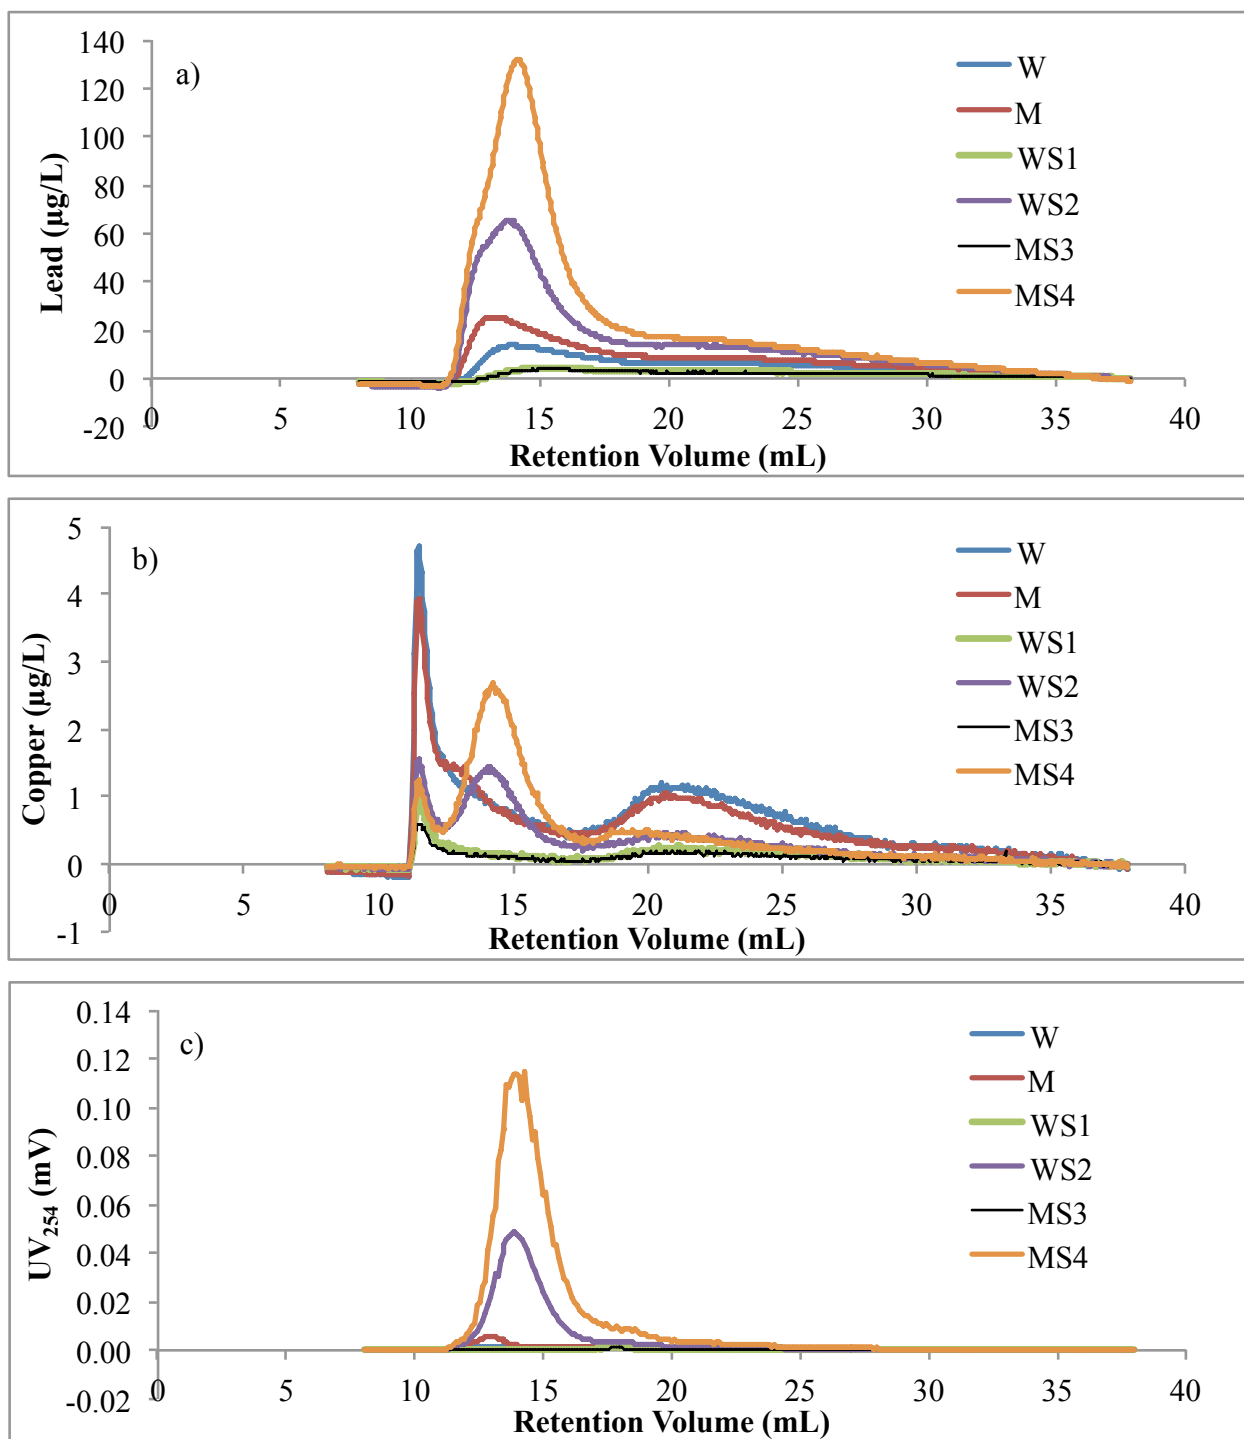 a)
Lead (µg/L)
140
120
100
80
60
40
20
0
-20
0 5 10 15 20 25 30 35 40
Retention Volume (mL)
W
M
WS1
WS2
MS3
MS4
b)
Copper (µg/L)
5
4
3
2
1
0
-1
0 5 10 15 20 25 30 35 40
Retention Volume (mL)
W
M
WS1
WS2
MS3
MS4
c)
UV254 (mV)
0.14
0.12
0.10
0.08
0.06
0.04
0.02
0.00
-0.02
0 5 10 15 20 25 30 35 40
Retention Volume (mL)
W
M
WS1
WS2
MS3
MS4